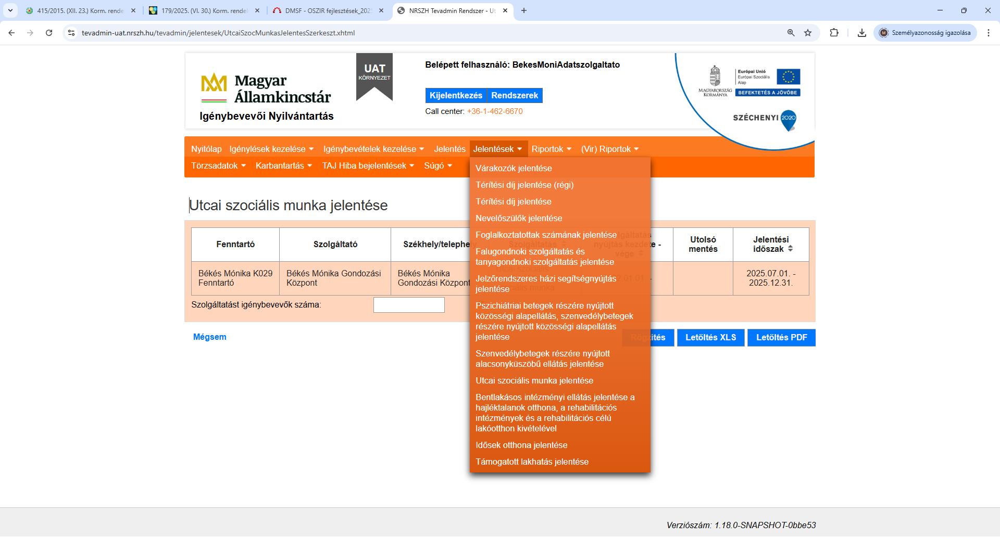 415/2015. (XII. 23.) Korm. rende
179/2025. (VI. 30.) Korm. rendel
DMSF - OSZIR fejlesztések_202
NRSZH Tevadmin Rendszer - Ut
tevadmin-uat.nrszh.hu/tevadmin/jelentesek/UtcaiSzocMunkasJelentesSzerkeszt.xhtml
M
Személyazonosság igazolása
Magyar
Államkincstár
Igénybevevői Nyilvántartás
UAT
KÖRNYEZET
Belépett felhasználó: BekesMoniAdatszolgaltato
Kijelentkezés
Rendszerek
Call center: +36-1-462-6670
MAGYARORSZÁG
KORMÁNYA
Európai Unió
Európai Szociális
Alap
BEFEKTETÉS A JÖVŐBE
SZÉCHENYI 2020
Nyitólap Igénylések kezelése Igénybevételek kezelése Jelentés Jelentések Riportok (Vir) Riportok
Törzsadatok Karbantartás TAJ Hiba bejelentések Súgó
Várakozók jelentése
Térítési díj jelentése (régi)
Térítési díj jelentése
Nevelőszülők jelentése
Foglalkoztatottak számának jelentése
Falugondnoki szolgáltatás és
tanyagondnoki szolgáltatás jelentése
Jelzőrendszeres házi segítségnyújtás
jelentése
Pszichiátriai betegek részére nyújtott
közösségi alapellátás, szenvedélybetegek
részére nyújtott közösségi alapellátás
jelentése
Szenvedélybetegek részére nyújtott
alacsonyküszöbű ellátás jelentése
Utcai szociális munka jelentése
Bentlakásos intézményi ellátás jelentése a
hajléktalanok otthona, a rehabilitációs
intézmények és a rehabilitációs célú
lakóotthon kivételével
Idősek otthona jelentése
Támogatott lakhatás jelentése
Utcai szociális munka jelentése
Fenntartó
Szolgáltató
Székhely/telephely
Szolgáltatás
nyújtás kezdete -
vége
Utolsó
mentés
Jelentési
időszak
Békés Mónika K029
Fenntartó
Békés Mónika Gondozási
Központ
Békés Mónika
Gondozási Központ
2025.07.01. -
2025.12.31.
Szolgáltatást igénybevevők száma:
Mégsem
Rögzítés
Letöltés XLS
Letöltés PDF
Verziószám: 1.18.0-SNAPSHOT-0bbe53